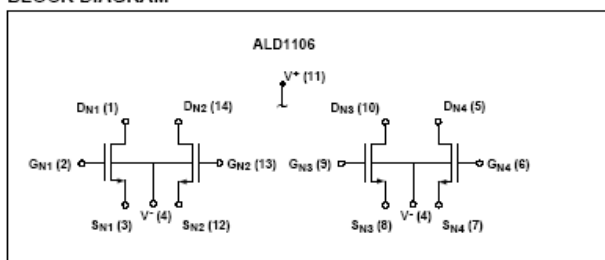 BLOCK DIAGRAM
ALD1106
V+ (11)
DN1 (1) DN2 (14) DN3 (10) DN4 (5)
GN1 (2) GN2 (13) GN3 (9) GN4 (6)
SN1 (3) V- (4) SN2 (12) SN3 (8) V- (4) SN4 (7)